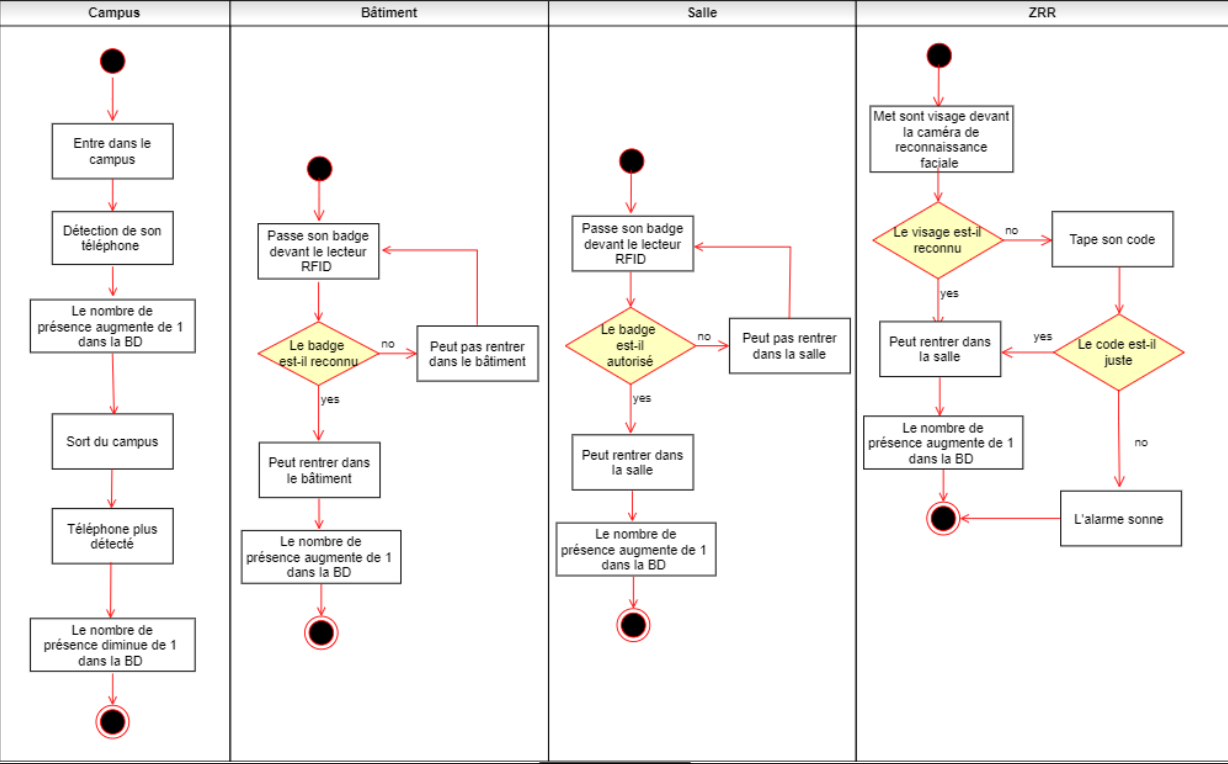 Campus
Bâtiment
Salle
ZRR
Entre dans le
campus
Détection de son
téléphone
Le nombre de
présence augmente de 1
dans la BD
Sort du campus
Téléphone plus
détecté
Le nombre de
présence diminue de 1
dans la BD
Passe son badge
devant le lecteur
RFID
Le badge
est-il reconnu
no
Peut pas rentrer
dans le bâtiment
yes
Peut rentrer dans
le bâtiment
Le nombre de
présence augmente de 1
dans la BD
Passe son badge
devant le lecteur
RFID
Le badge
est-il
autorisé
no
Peut pas rentrer
dans la salle
yes
Peut rentrer dans
la salle
Le nombre de
présence augmente de 1
dans la BD
Met sont visage devant
la caméra de
reconnaissance
faciale
Le visage est-il
reconnu
no
Tape son code
yes
Peut rentrer dans
la salle
yes
Le code est-il
juste
Le nombre de
présence augmente de 1
dans la BD
no
L'alarme sonne